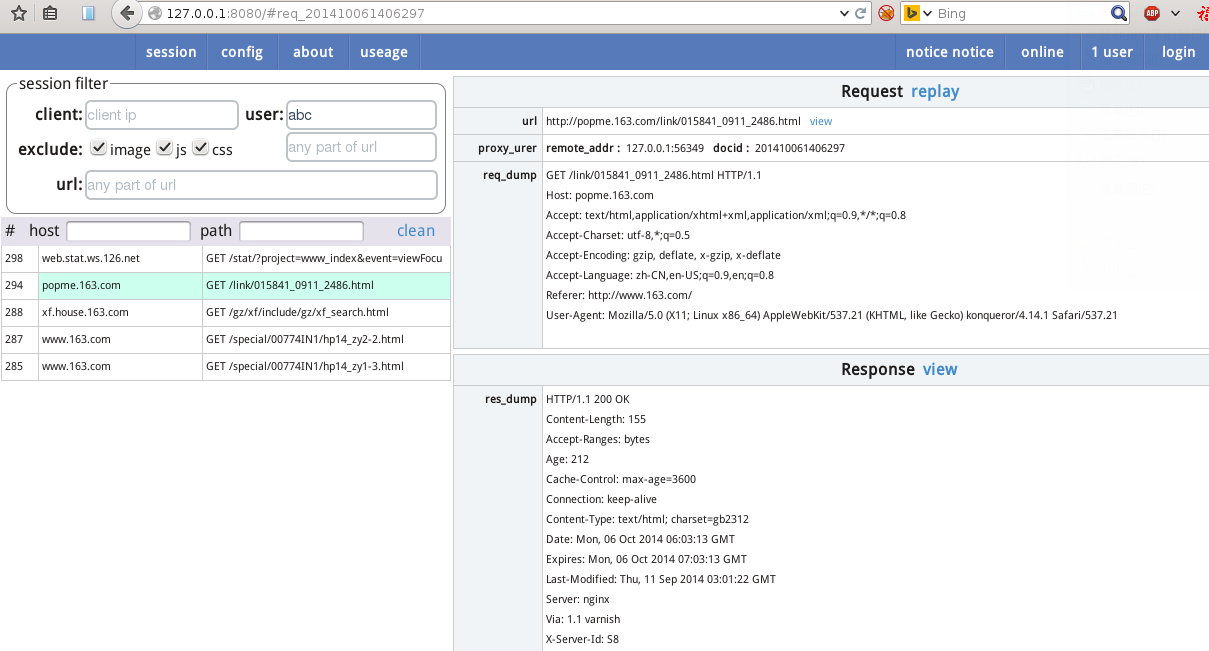 127.0.0.1:8080/#req_201410061406297
Bing
ABP
session config about useage notice notice online 1 user login
session filter
client: client ip user: abc
exclude: image js css any part of url
url: any part of url
# host path clean
298 web.stat.ws.126.net GET /stat/?project=www_index&event=viewFocu
294 popme.163.com GET /link/015841_0911_2486.html
288 xf.house.163.com GET /gz/xf/include/gz/xf_search.html
287 www.163.com GET /special/00774IN1/hp14_zy2-2.html
285 www.163.com GET /special/00774IN1/hp14_zy1-3.html
Request replay
url http://popme.163.com/link/015841_0911_2486.html view
proxy_urer remote_addr : 127.0.0.1:56349 docid : 201410061406297
req_dump GET /link/015841_0911_2486.html HTTP/1.1
Host: popme.163.com
Accept: text/html,application/xhtml+xml,application/xml;q=0.9,*/*;q=0.8
Accept-Charset: utf-8,*;q=0.5
Accept-Encoding: gzip, deflate, x-gzip, x-deflate
Accept-Language: zh-CN,en-US;q=0.9,en;q=0.8
Referer: http://www.163.com/
User-Agent: Mozilla/5.0 (X11; Linux x86_64) AppleWebKit/537.21 (KHTML, like Gecko) konqueror/4.14.1 Safari/537.21
Response view
res_dump HTTP/1.1 200 OK
Content-Length: 155
Accept-Ranges: bytes
Age: 212
Cache-Control: max-age=3600
Connection: keep-alive
Content-Type: text/html; charset=gb2312
Date: Mon, 06 Oct 2014 06:03:13 GMT
Expires: Mon, 06 Oct 2014 07:03:13 GMT
Last-Modified: Thu, 11 Sep 2014 03:01:22 GMT
Server: nginx
Via: 1.1 varnish
X-Server-Id: S8